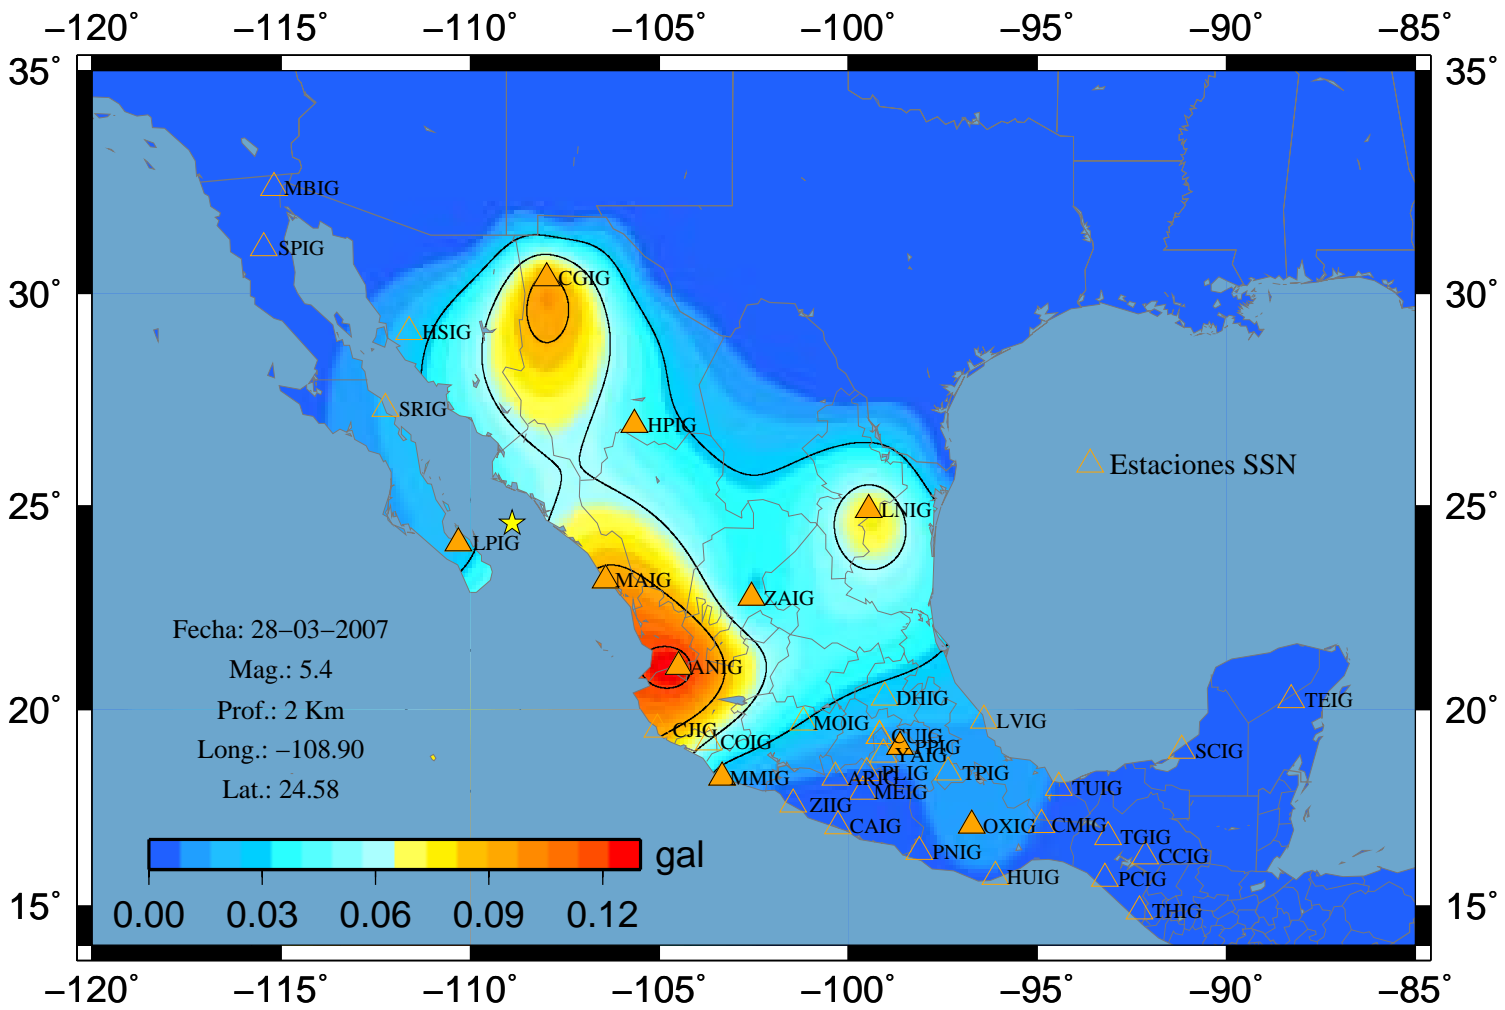 −120° −115° −110° −105° −100° −95° −90° −85°
35° 35°
MBIG
SPIG
CGIG
30° 30°
HSIG
SRIG
HPIG
Estaciones SSN
25° LNIG 25°
LPIG
MAIG
ZAIG
Fecha: 28−03−2007
Mag.: 5.4
ANIG
DHIG
TEIG
20° Prof.: 2 Km 20°
MOIG
LVIG
CJIG
CUIG
COIG
PPIG
SCIG
Long.: −108.90
YAIG
PLIG
TPIG
MMIG
ARIG
Lat.: 24.58
MEIG
TUIG
ZIIG
CAIG
OXIG
CMIG
TGIG
gal
PNIG
CCIG
HUIG
PCIG
15° 15°
THIG
0.00 0.03 0.06 0.09 0.12
−120° −115° −110° −105° −100° −95° −90° −85°